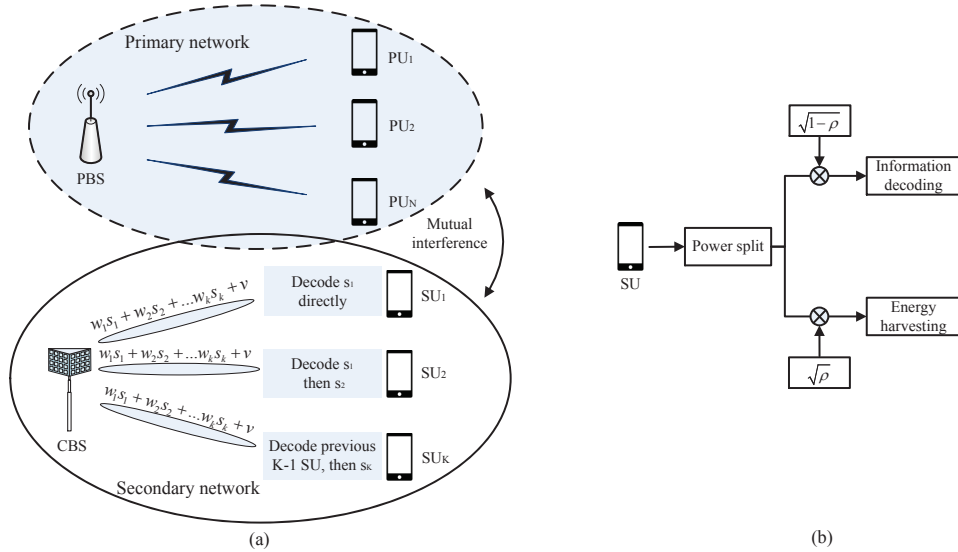 Primary network
PBS
PU1
PU2
PUN
Mutual
interference
w1s1 + w2s2 + ...wksk + v
Decode s1
directly
SU1
w1s1 + w2s2 + ...wksk + v
Decode s1
then s2
SU2
w1s1 + w2s2 + ...wksk + v
Decode previous
K-1 SU, then sK
SUK
CBS
Secondary network
(a)
√1−ρ
Information
decoding
SU
Power split
Energy
harvesting
√ρ
(b)